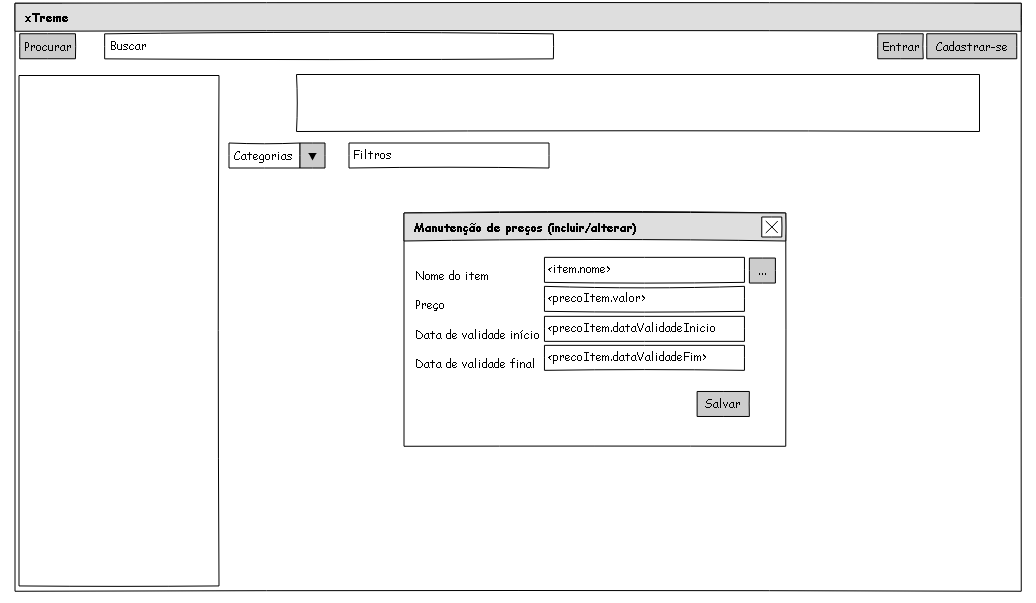 xTreme
Procurar
Buscar
Entrar
Cadastrar-se
Categorias ▼
Filtros
Manutenção de preços (incluir/alterar)
Nome do item
<item.nome>
...
Preço
<precoItem.valor>
Data de validade início
<precoItem.dataValidadeInicio
Data de validade final
<precoItem.dataValidadeFim>
Salvar